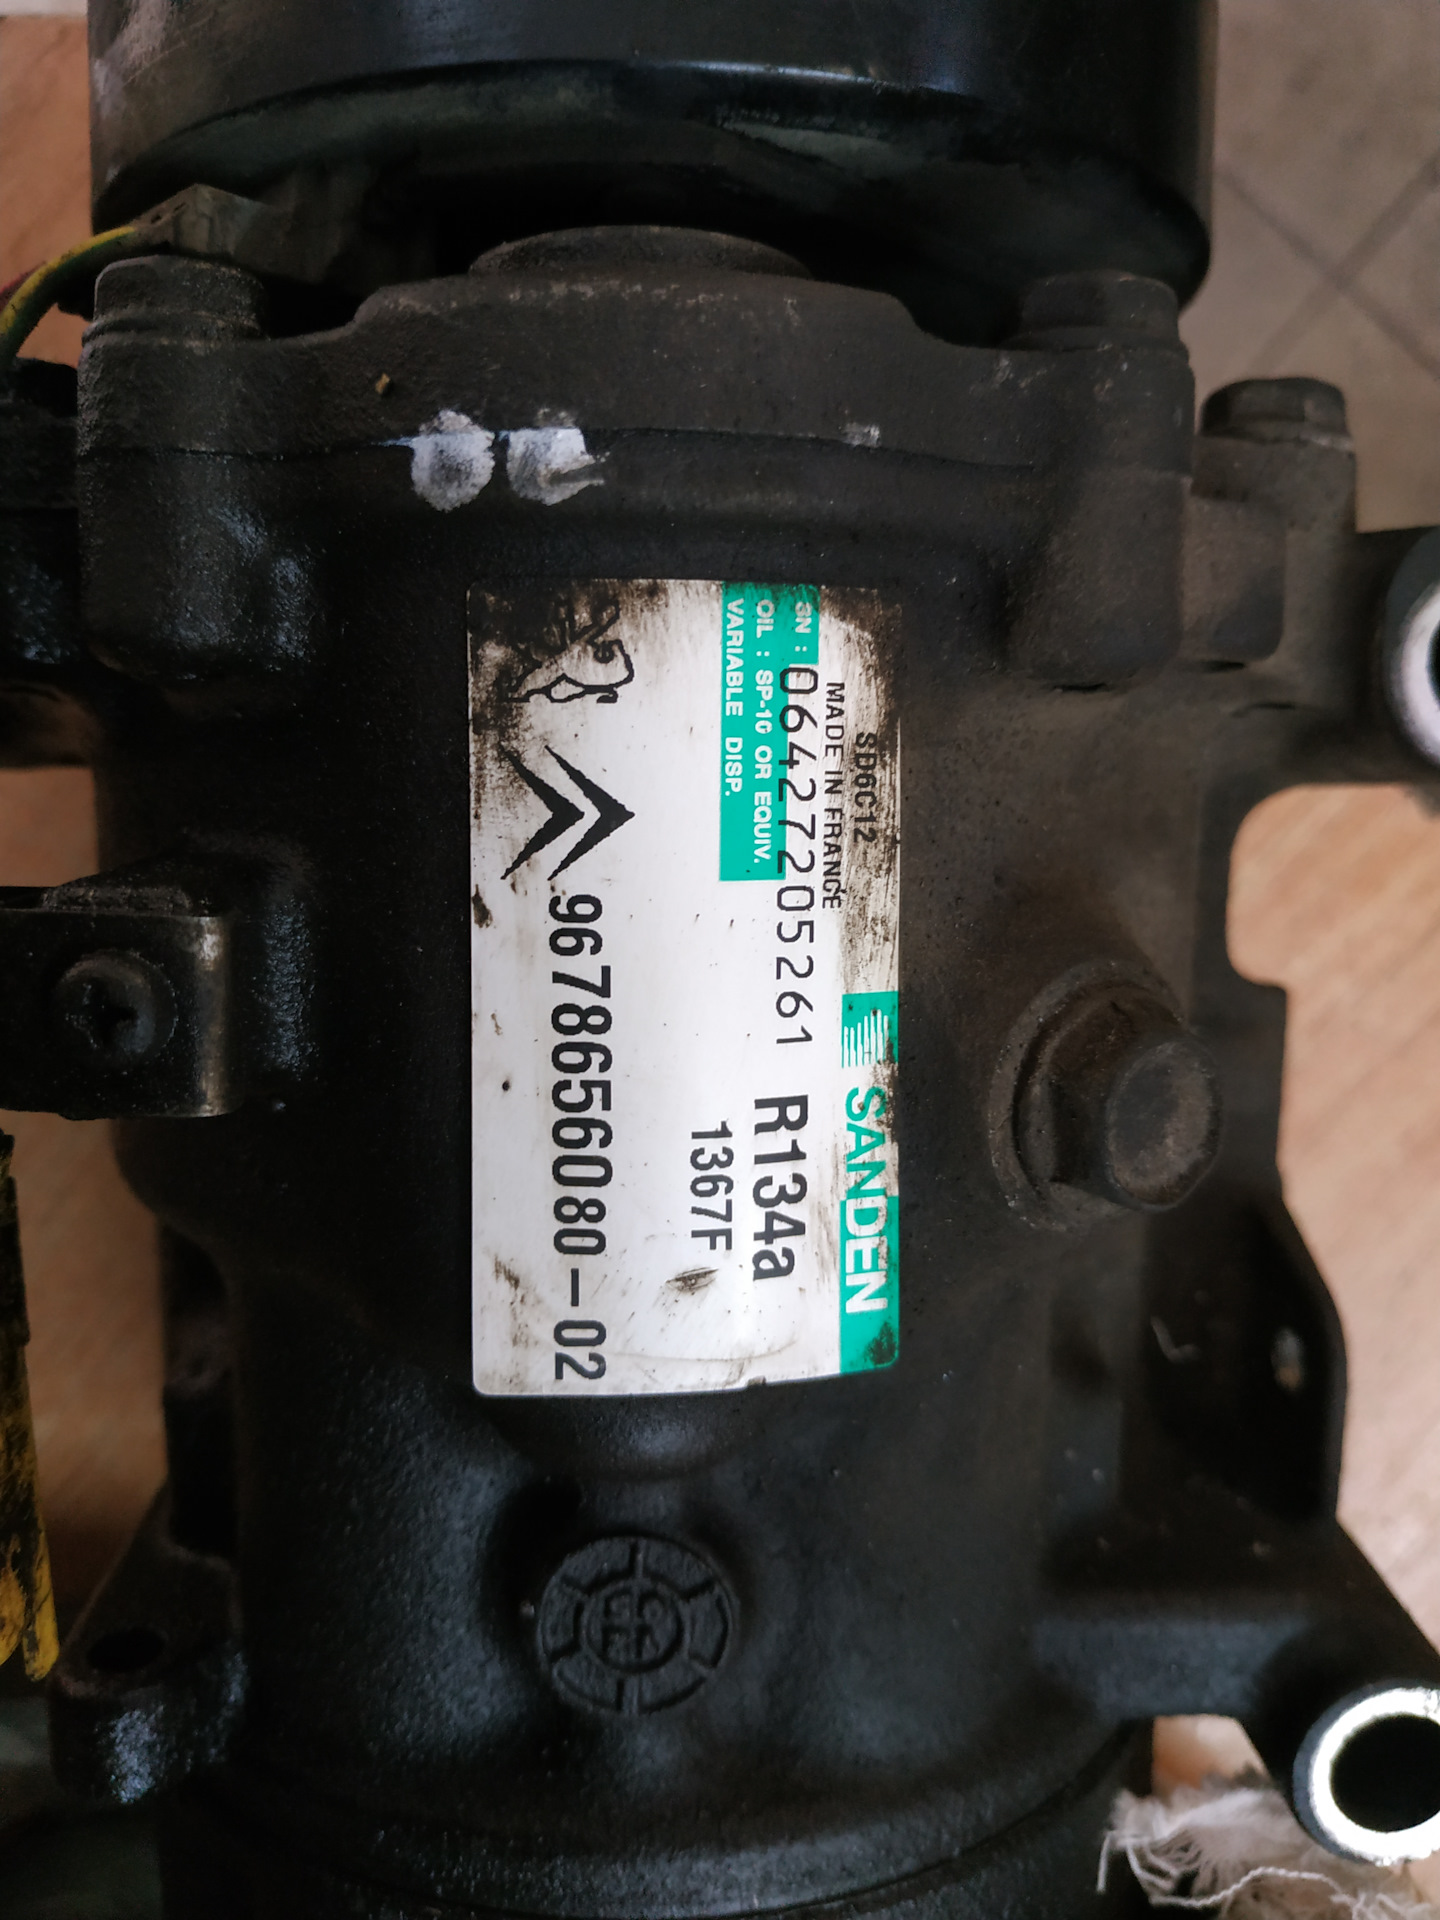 SD6C12
MADE IN FRANCE
SANDEN
SN : 06427205261
R134a
OIL : SP-10 OR EQUIV.
VARIABLE DISP.
1367F
9678656080-02